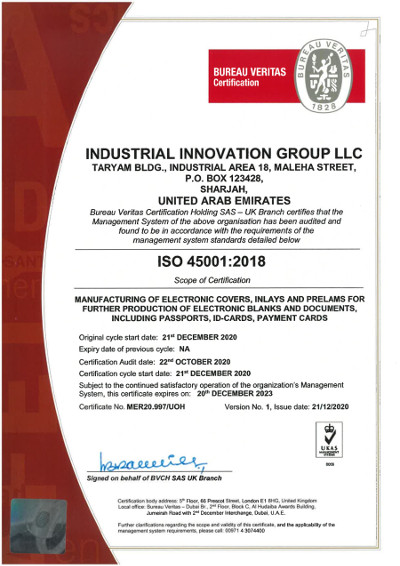 BUREAU VERITAS
Certification
BUREAU VERITAS
1828
INDUSTRIAL INNOVATION GROUP LLC
TARYAM BLDG., INDUSTRIAL AREA 18, MALEHA STREET,
P.O. BOX 123428,
SHARJAH,
UNITED ARAB EMIRATES
Bureau Veritas Certification Holding SAS – UK Branch certifies that the
Management System of the above organisation has been audited and
found to be in accordance with the requirements of the
management system standards detailed below
ISO 45001:2018
Scope of Certification
MANUFACTURING OF ELECTRONIC COVERS, INLAYS AND PRELAMS FOR
FURTHER PRODUCTION OF ELECTRONIC BLANKS AND DOCUMENTS,
INCLUDING PASSPORTS, ID-CARDS, PAYMENT CARDS
Original cycle start date: 21st DECEMBER 2020
Expiry date of previous cycle: NA
Certification Audit date: 22nd OCTOBER 2020
Certification cycle start date: 21st DECEMBER 2020
Subject to the continued satisfactory operation of the organization's Management
System, this certificate expires on: 20th DECEMBER 2023
Certificate No. MER20.997/UOH Version No. 1, Issue date: 21/12/2020
UKAS
MANAGEMENT
SYSTEMS
0008
Signed on behalf of BVCH SAS UK Branch
Certification body address: 5th Floor, 66 Prescot Street, London E1 8HG, United Kingdom
Local office: Bureau Veritas – Dubai Br., 2nd Floor, Block C, Al Hudaiba Awards Building,
Jumeirah Road with 2nd December Interchange, Dubai, U.A.E.
Further clarifications regarding the scope and validity of this certificate, and the applicability of the
management system requirements, please call: 00971 4 3074400